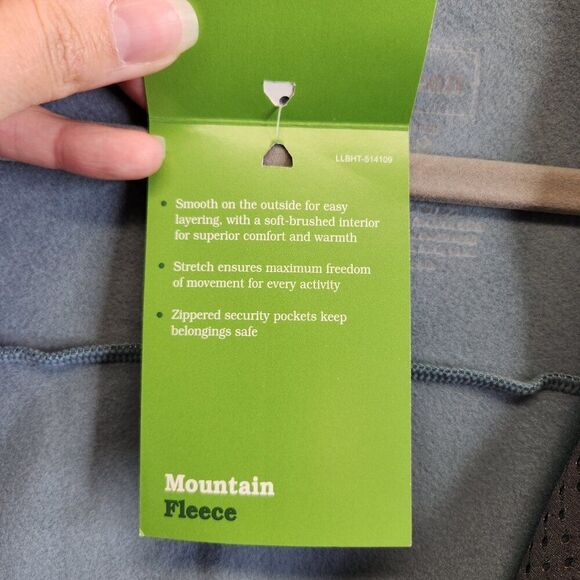 LLBHT-514109
• Smooth on the outside for easy
layering, with a soft-brushed interior
for superior comfort and warmth
• Stretch ensures maximum freedom
of movement for every activity
• Zippered security pockets keep
belongings safe
Mountain
Fleece